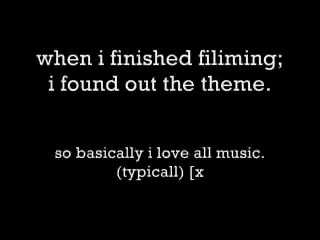 when i finished filiming;
i found out the theme.
so basically i love all music.
(typicall) [x